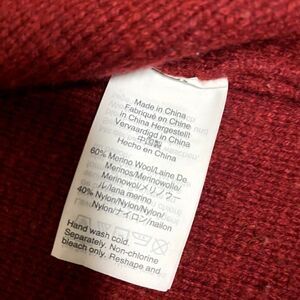 Made in China
Fabriqué en Chine
in China Hergestellt
Vervaardigd in China
中国製
Hecho en China
60% Merino Wool/Laine De
Merinos/Merinowolle/
Merinowol/メリノウー
ル/lana merino
40% Nylon/Nylon/Nylon/
Nylon/ナイロン/nailon
Hand wash cold.
Separately. Non-chlorine
bleach only. Reshape and